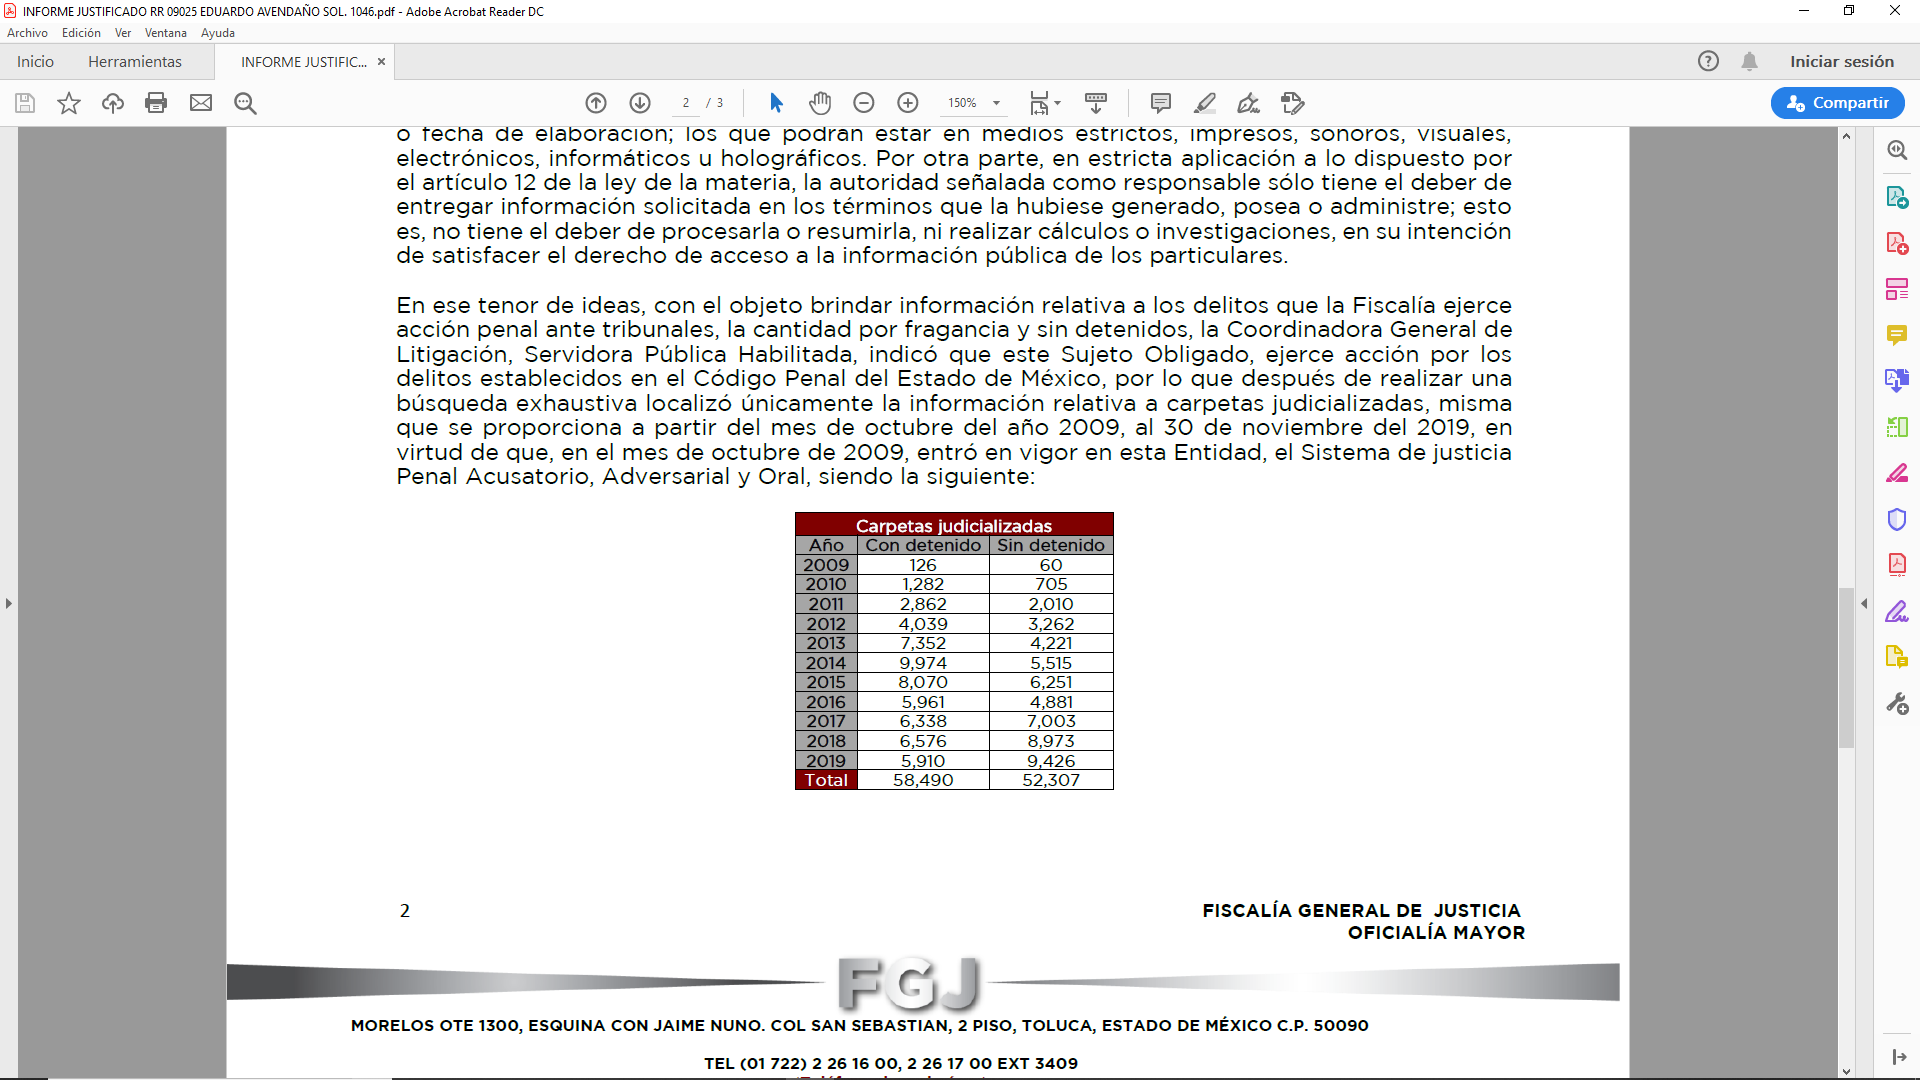 INFORME JUSTIFICADO RR 09025 EDUARDO AVENDAÑO SOL. 1046.pdf - Adobe Acrobat Reader DC
Archivo Edición Ver Ventana Ayuda
Inicio Herramientas INFORME JUSTIFIC... × Iniciar sesión
2 / 3 150% Compartir
o fecha de elaboración; los que podrán estar en medios estrictos, impresos, sonoros, visuales,
electrónicos, informáticos u holográficos. Por otra parte, en estricta aplicación a lo dispuesto por
el artículo 12 de la ley de la materia, la autoridad señalada como responsable sólo tiene el deber de
entregar información solicitada en los términos que la hubiese generado, posea o administre; esto
es, no tiene el deber de procesarla o resumirla, ni realizar cálculos o investigaciones, en su intención
de satisfacer el derecho de acceso a la información pública de los particulares.
En ese tenor de ideas, con el objeto brindar información relativa a los delitos que la Fiscalía ejerce
acción penal ante tribunales, la cantidad por fragancia y sin detenidos, la Coordinadora General de
Litigación, Servidora Pública Habilitada, indicó que este Sujeto Obligado, ejerce acción por los
delitos establecidos en el Código Penal del Estado de México, por lo que después de realizar una
búsqueda exhaustiva localizó únicamente la información relativa a carpetas judicializadas, misma
que se proporciona a partir del mes de octubre del año 2009, al 30 de noviembre del 2019, en
virtud de que, en el mes de octubre de 2009, entró en vigor en esta Entidad, el Sistema de justicia
Penal Acusatorio, Adversarial y Oral, siendo la siguiente:
Carpetas judicializadas
Año Con detenido Sin detenido
2009 126 60
2010 1,282 705
2011 2,862 2,010
2012 4,039 3,262
2013 7,352 4,221
2014 9,974 5,515
2015 8,070 6,251
2016 5,961 4,881
2017 6,338 7,003
2018 6,576 8,973
2019 5,910 9,426
Total 58,490 52,307
2 FISCALÍA GENERAL DE JUSTICIA
OFICIALÍA MAYOR
FGJ
MORELOS OTE 1300, ESQUINA CON JAIME NUNO. COL SAN SEBASTIAN, 2 PISO, TOLUCA, ESTADO DE MÉXICO C.P. 50090
TEL (01 722) 2 26 16 00, 2 26 17 00 EXT 3409